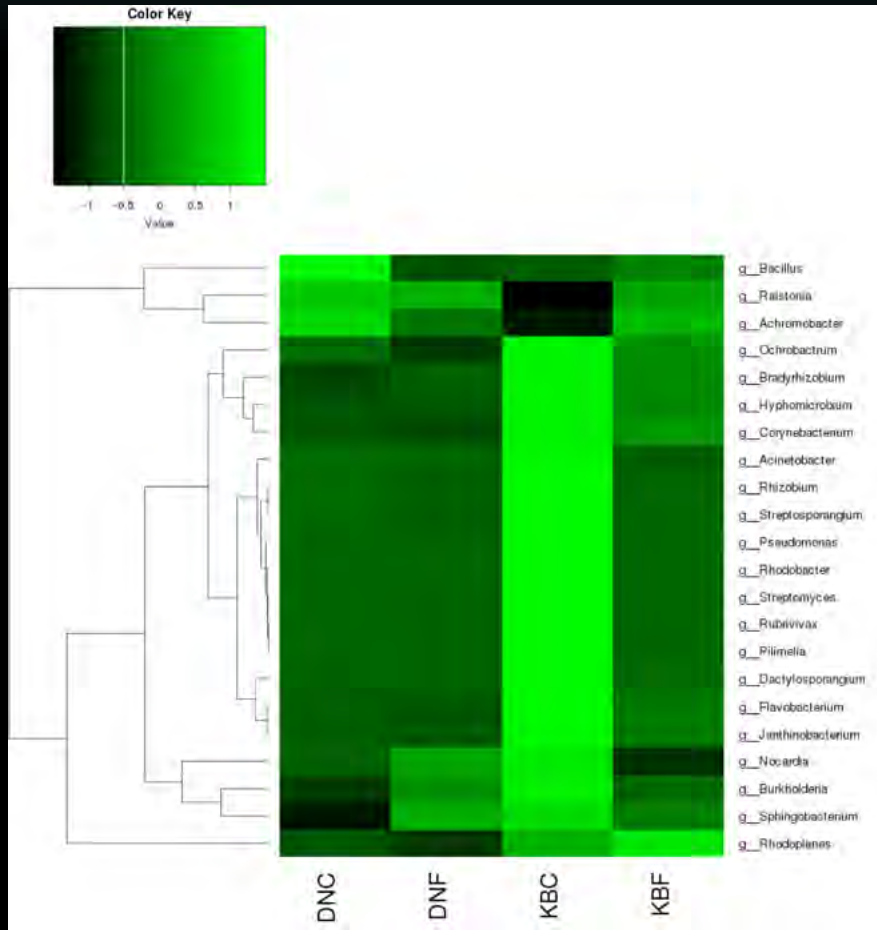 Color Key
-1 -0.5 0 0.5 1
Value
g__Bacillus
g__Ralstonia
g__Achromobacter
g__Ochrobactrum
g__Bradyrhizobium
g__Hyphomicrobium
g__Corynebacterium
g__Acinetobacter
g__Rhizobium
g__Streptosporangium
g__Pseudomonas
g__Rhodobacter
g__Streptomyces
g__Rubrivivax
g__Pilimelia
g__Dactylosporangium
g__Flavobacterium
g__Janthinobacterium
g__Nocardia
g__Burkholderia
g__Sphingobacterium
g__Rhodoplanes
DNC
DNF
KBC
KBF